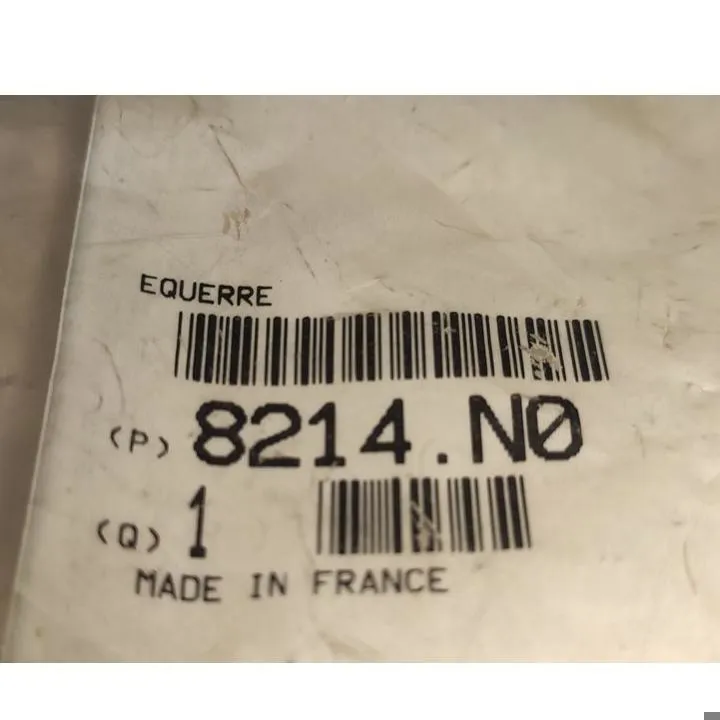 EQUERRE
(P) 8214.N0
(Q) 1
MADE IN FRANCE